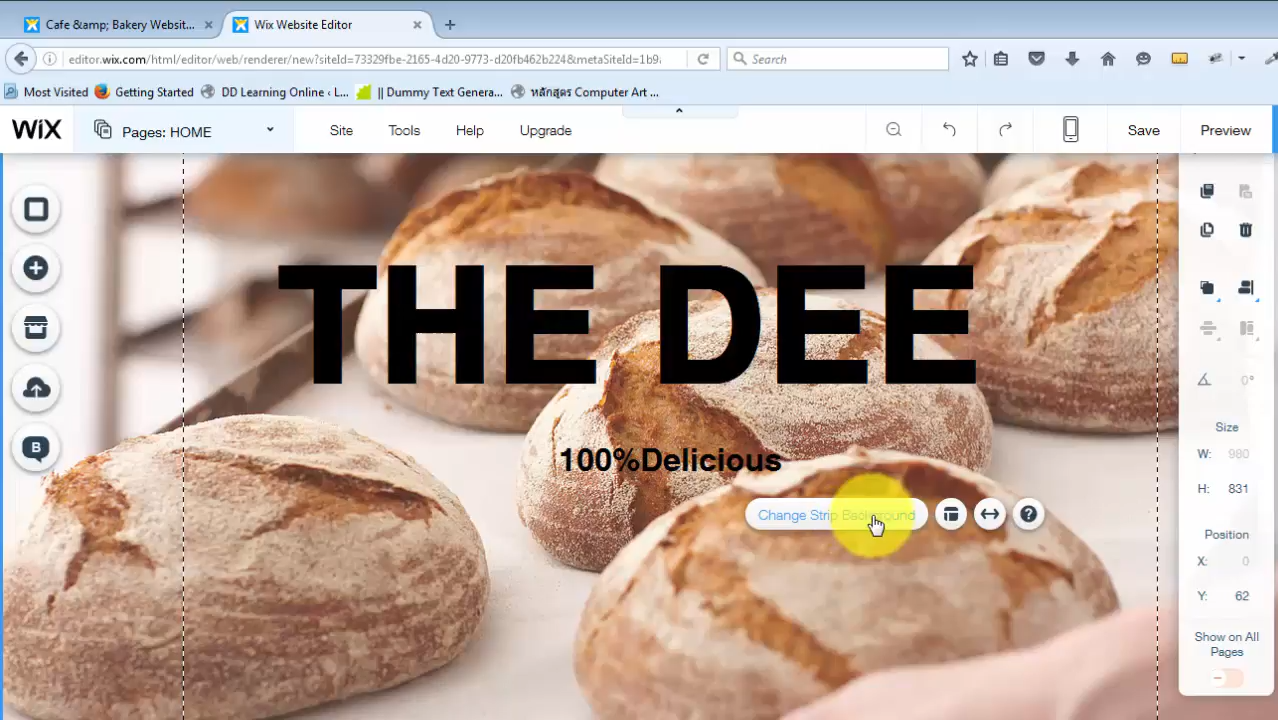 Cafe &amp; Bakery Websit... ×
Wix Website Editor ×
editor.wix.com/html/editor/web/renderer/new?siteId=73329fbe-2165-4d20-9773-d20fb462b224&metaSiteId=1b9a
Search
Most Visited Getting Started DD Learning Online ‹ L... || Dummy Text Genera... หลักสูตร Computer Art ...
WiX Pages: HOME Site Tools Help Upgrade Save Preview
THE DEE
100%Delicious
Change Strip Background
0°
Size
W: 980
H: 831
Position
X: 0
Y: 62
Show on All
Pages
B